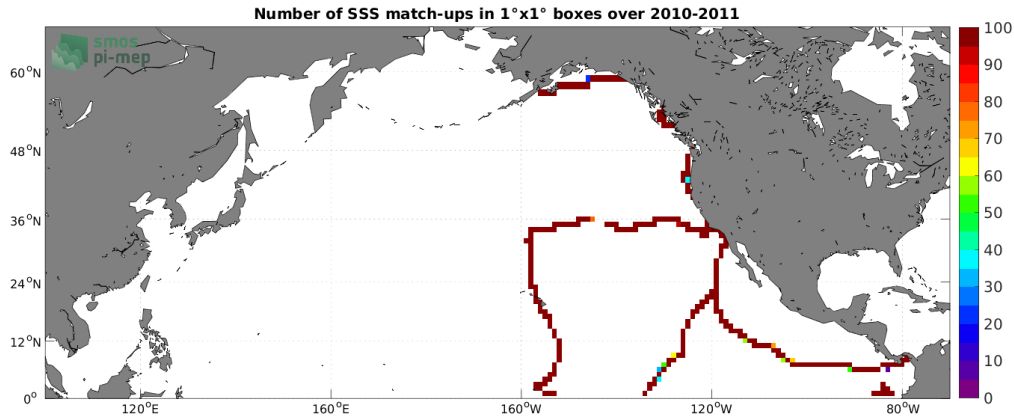 Number of SSS match-ups in 1°x1° boxes over 2010-2011
smos
pi-mep
60°N
48°N
36°N
24°N
12°N
0°
120°E
160°E
160°W
120°W
80°W
100
90
80
70
60
50
40
30
20
10
0